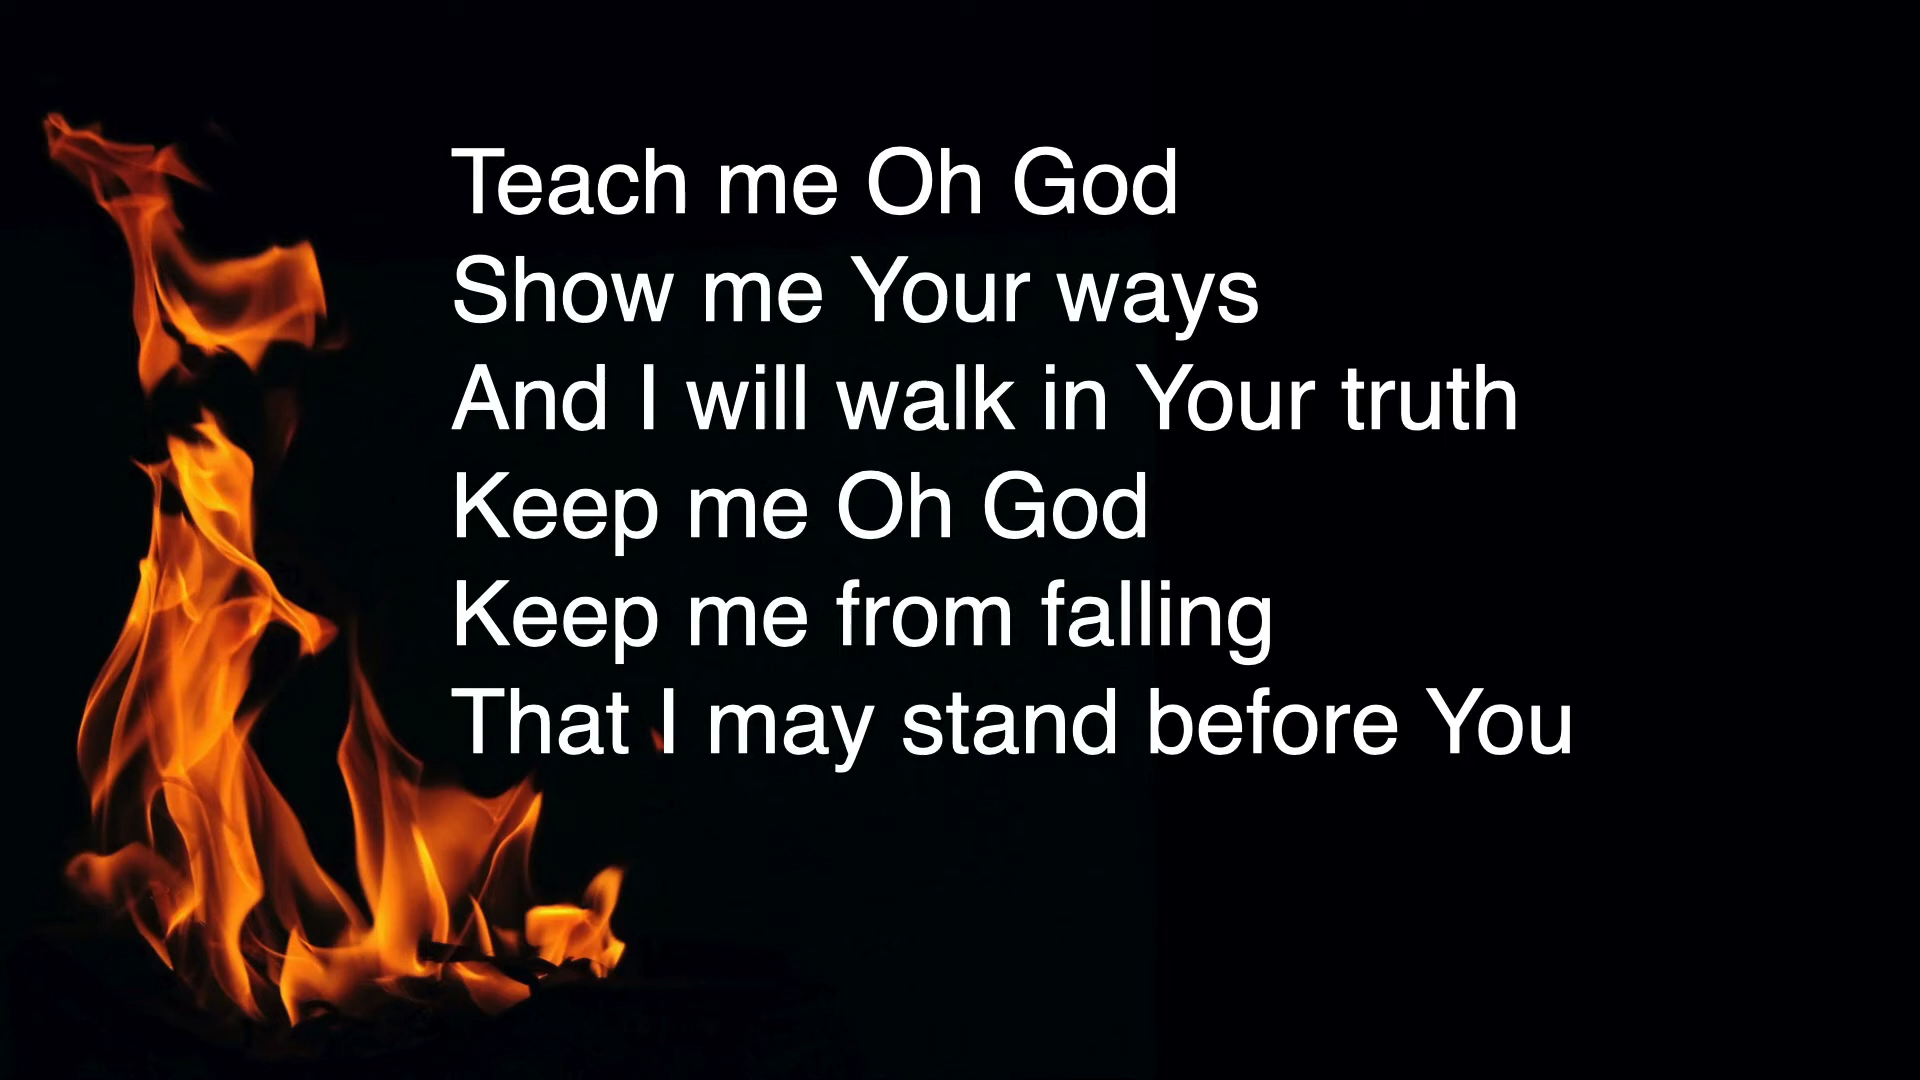 Teach me Oh God
Show me Your ways
And I will walk in Your truth
Keep me Oh God
Keep me from falling
That I may stand before You